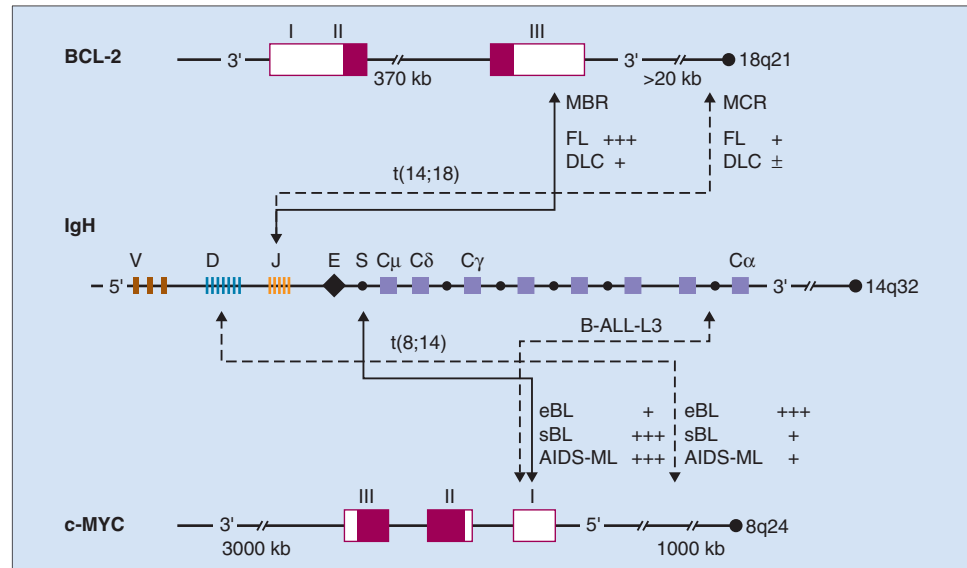 I II III
BCL-2 3' 3' 18q21
370 kb >20 kb
MBR MCR
FL +++ FL +
DLC + DLC ±
t(14;18)
IgH
V D J E S Cμ Cδ Cγ Cα
5' 3' 14q32
B-ALL-L3
t(8;14)
eBL + eBL +++
sBL +++ sBL +
AIDS-ML +++ AIDS-ML +
III II I
c-MYC 3' 5' 8q24
3000 kb 1000 kb